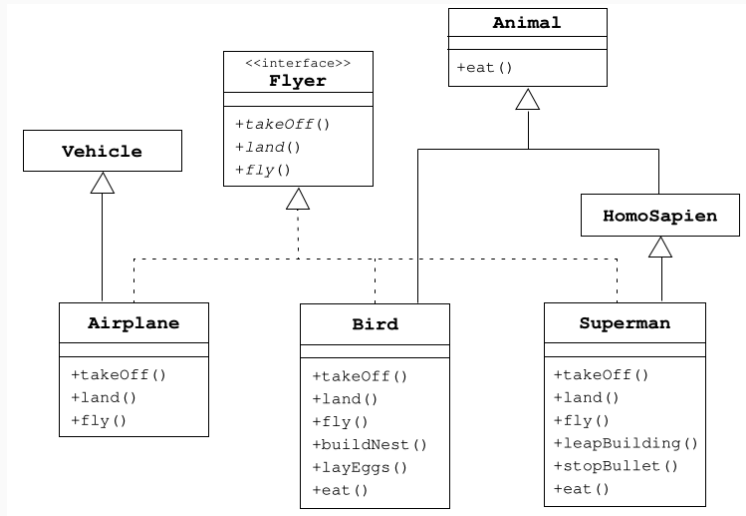 Animal
+eat()
<<interface>>
Flyer
+takeOff()
+land()
+fly()
Vehicle
HomoSapien
Airplane
+takeOff()
+land()
+fly()
Bird
+takeOff()
+land()
+fly()
+buildNest()
+layEggs()
+eat()
Superman
+takeOff()
+land()
+fly()
+leapBuilding()
+stopBullet()
+eat()